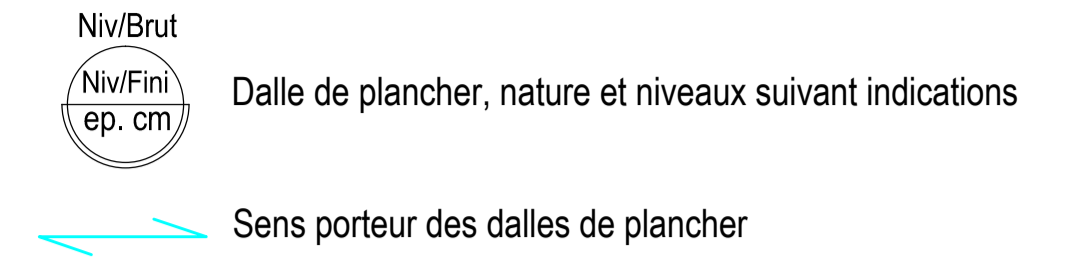 Niv/Brut
Niv/Fini
ep. cm
Dalle de plancher, nature et niveaux suivant indications
Sens porteur des dalles de plancher